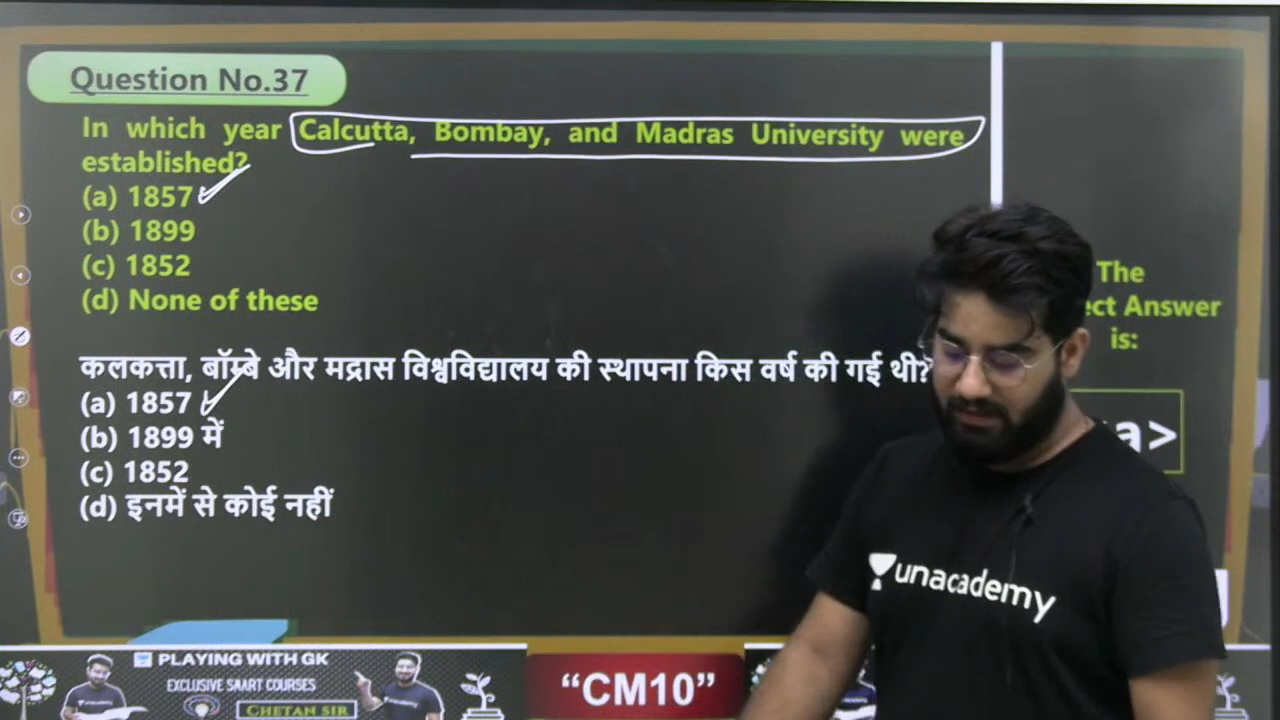 Question No.37
In which year Calcutta, Bombay, and Madras University were
established?
(a) 1857
(b) 1899
(c) 1852
(d) None of these
The
ect Answer
is:
कलकत्ता, बॉम्बे और मद्रास विश्वविद्यालय की स्थापना किस वर्ष की गई थी?
(a) 1857
(b) 1899 में
(c) 1852
(d) इनमें से कोई नहीं
a>
unacademy
PLAYING WITH GK
EXCLUSIVE SAART COURSES
CHETAN SIR
“CM10”